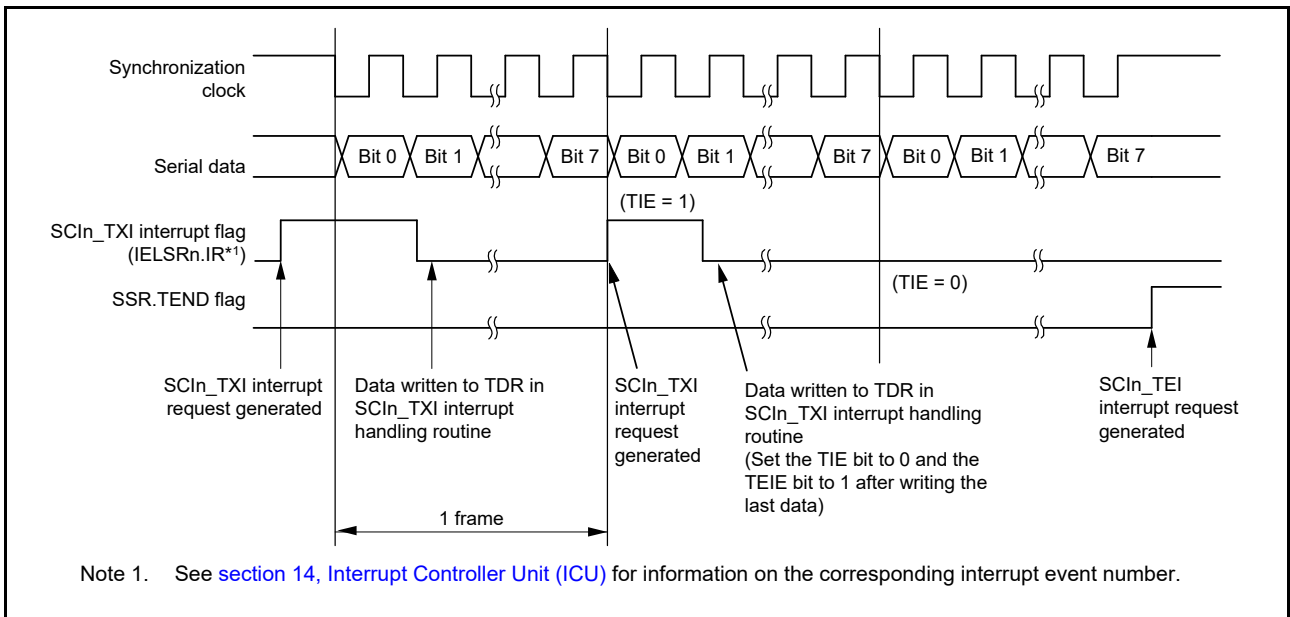 Synchronization
clock
Serial data
Bit 0 Bit 1 Bit 7 Bit 0 Bit 1 Bit 7 Bit 0 Bit 1 Bit 7
(TIE = 1)
SCIn_TXI interrupt flag
(IELSRn.IR*1)
(TIE = 0)
SSR.TEND flag
SCIn_TXI interrupt
request generated
Data written to TDR in
SCIn_TXI interrupt
handling routine
SCIn_TXI
interrupt
request
generated
Data written to TDR in
SCIn_TXI interrupt handling
routine
(Set the TIE bit to 0 and the
TEIE bit to 1 after writing the
last data)
SCIn_TEI
interrupt request
generated
1 frame
Note 1. See section 14, Interrupt Controller Unit (ICU) for information on the corresponding interrupt event number.